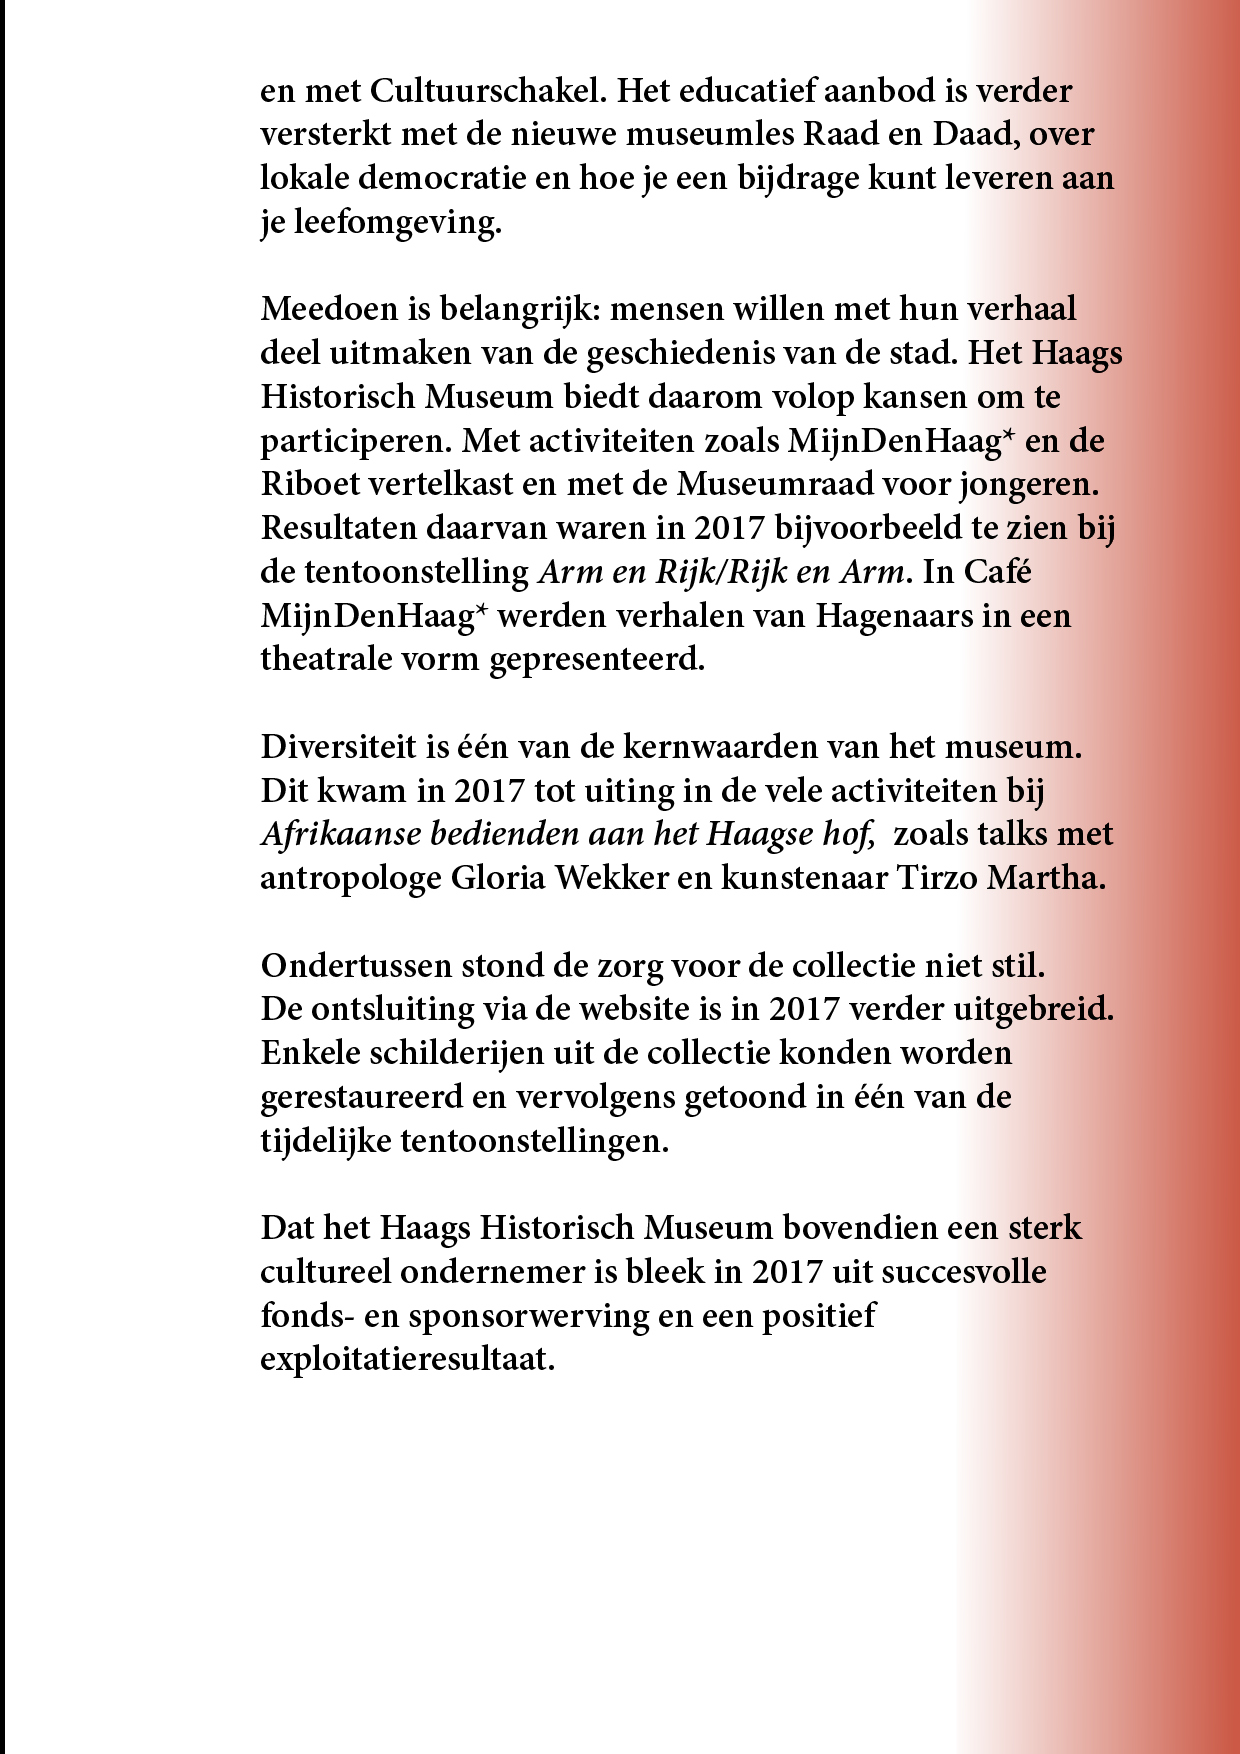 en met Cultuurschakel. Het educatief aanbod is verder
versterkt met de nieuwe museumles Raad en Daad, over
lokale democratie en hoe je een bijdrage kunt leveren aan
je leefomgeving.
Meedoen is belangrijk: mensen willen met hun verhaal
deel uitmaken van de geschiedenis van de stad. Het Haags
Historisch Museum biedt daarom volop kansen om te
participeren. Met activiteiten zoals MijnDenHaag* en de
Riboet vertelkast en met de Museumraad voor jongeren.
Resultaten daarvan waren in 2017 bijvoorbeeld te zien bij
de tentoonstelling Arm en Rijk/Rijk en Arm. In Café
MijnDenHaag* werden verhalen van Hagenaars in een
theatrale vorm gepresenteerd.
Diversiteit is één van de kernwaarden van het museum.
Dit kwam in 2017 tot uiting in de vele activiteiten bij
Afrikaanse bedienden aan het Haagse hof, zoals talks met
antropologe Gloria Wekker en kunstenaar Tirzo Martha.
Ondertussen stond de zorg voor de collectie niet stil.
De ontsluiting via de website is in 2017 verder uitgebreid.
Enkele schilderijen uit de collectie konden worden
gerestaureerd en vervolgens getoond in één van de
tijdelijke tentoonstellingen.
Dat het Haags Historisch Museum bovendien een sterk
cultureel ondernemer is bleek in 2017 uit succesvolle
fonds- en sponsorwerving en een positief
exploitatieresultaat.